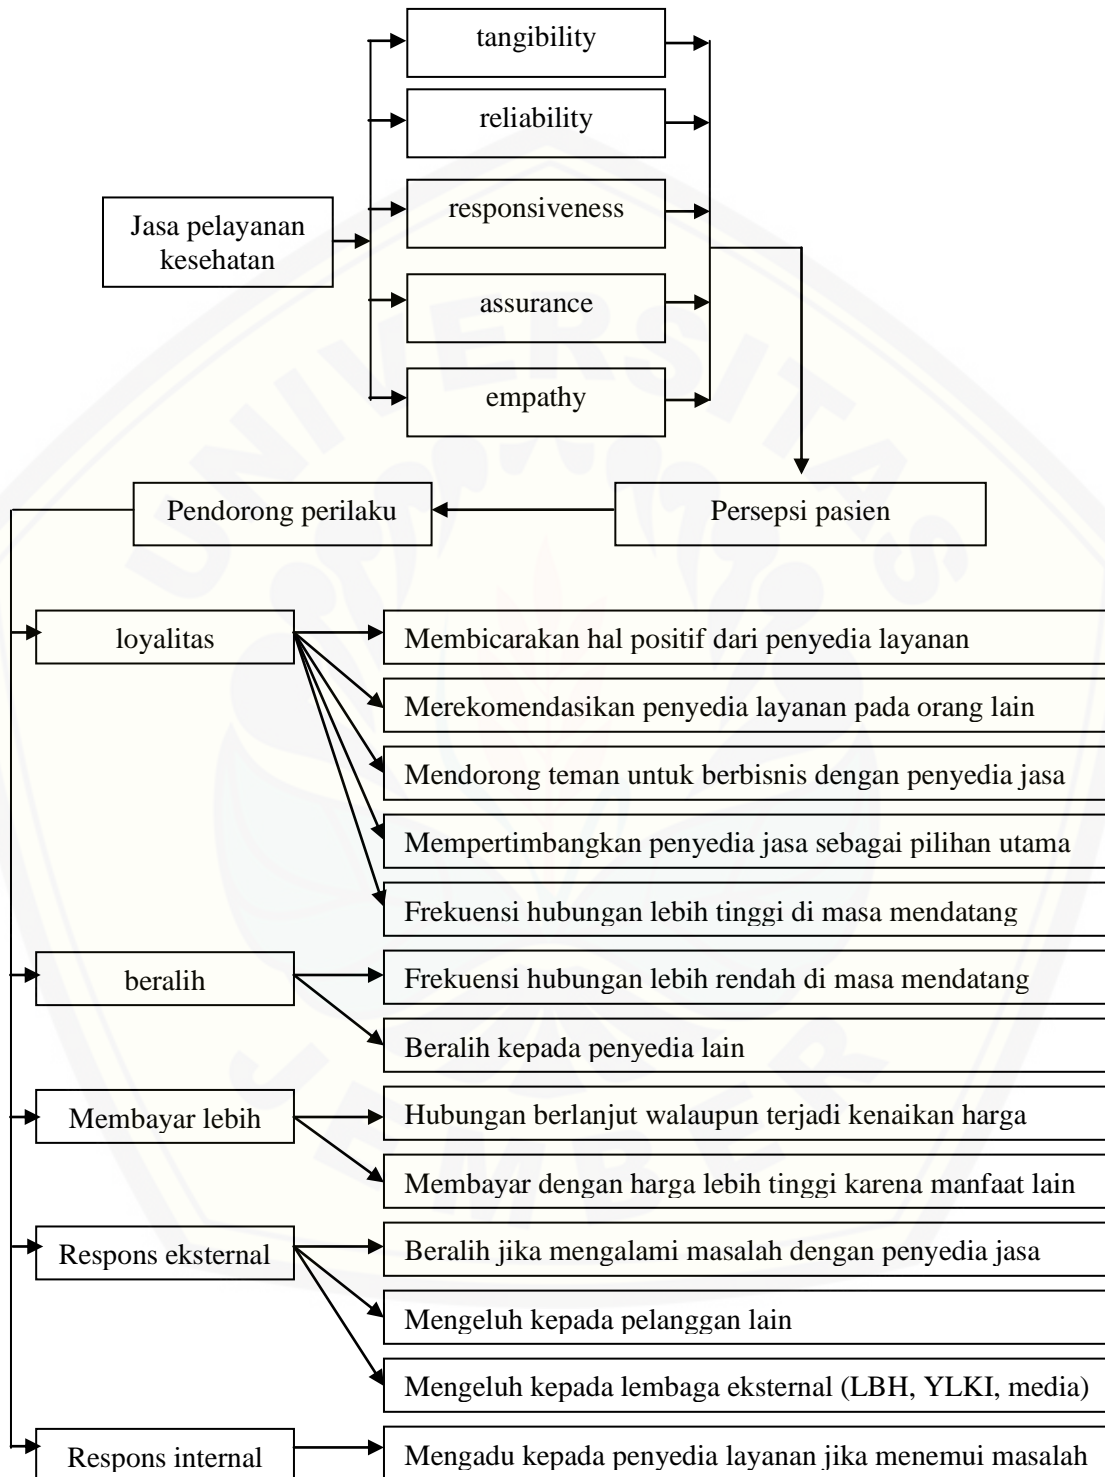 tangibility
reliability
responsiveness
Jasa pelayanan
kesehatan
assurance
empathy
Pendorong perilaku
Persepsi pasien
loyalitas
Membicarakan hal positif dari penyedia layanan
Merekomendasikan penyedia layanan pada orang lain
Mendorong teman untuk berbisnis dengan penyedia jasa
Mempertimbangkan penyedia jasa sebagai pilihan utama
Frekuensi hubungan lebih tinggi di masa mendatang
beralih
Frekuensi hubungan lebih rendah di masa mendatang
Beralih kepada penyedia lain
Membayar lebih
Hubungan berlanjut walaupun terjadi kenaikan harga
Membayar dengan harga lebih tinggi karena manfaat lain
Respons eksternal
Beralih jika mengalami masalah dengan penyedia jasa
Mengeluh kepada pelanggan lain
Mengeluh kepada lembaga eksternal (LBH, YLKI, media)
Respons internal
Mengadu kepada penyedia layanan jika menemui masalah
UNIVERSITAS
JEMBER